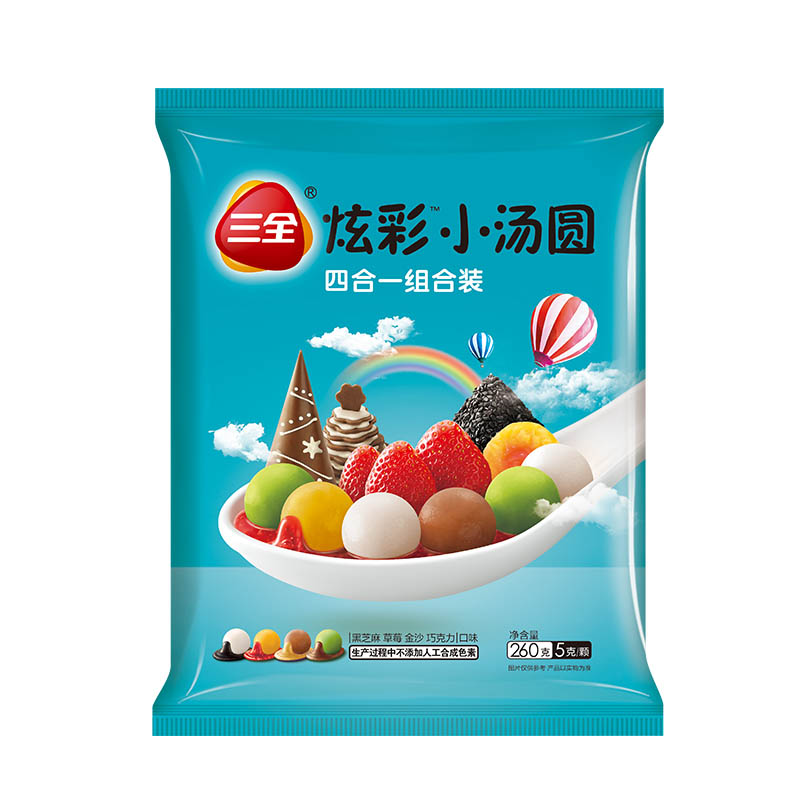 三全®
炫彩™小汤圆
四合一组合装
黑芝麻 草莓 金沙 巧克力|口味
生产过程中不添加人工合成色素
净含量
260克 5克/颗
图片仅供参考 产品以实物为准